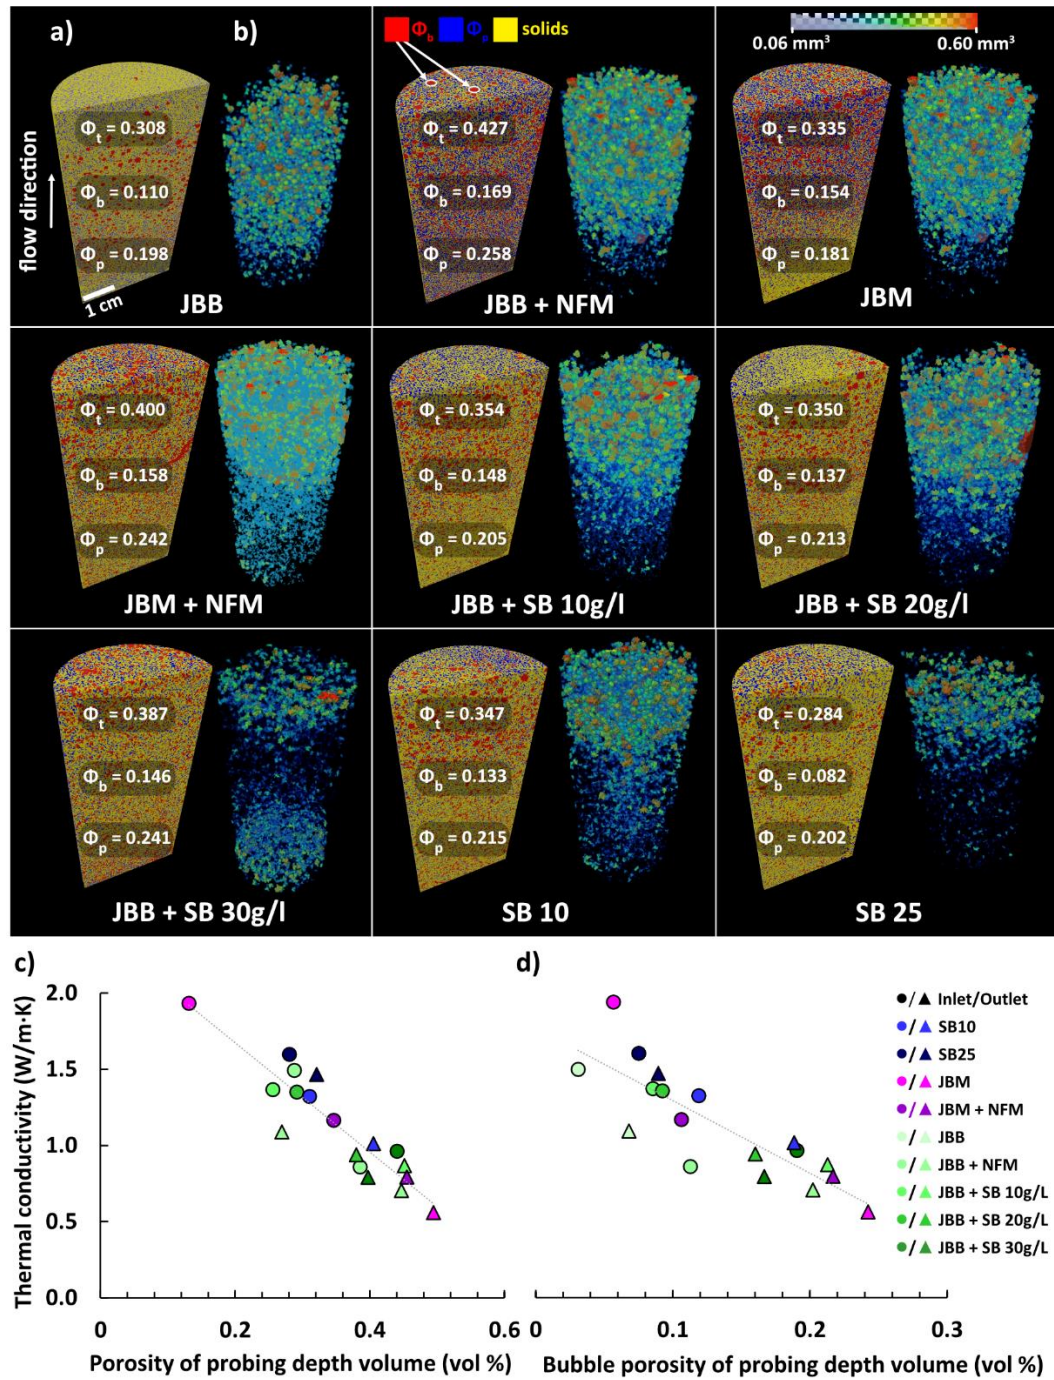 a)
b)
Φb Φp solids
0.06 mm³ 0.60 mm³
flow direction
Φt = 0.308
Φb = 0.110
Φp = 0.198
1 cm
JBB
Φt = 0.427
Φb = 0.169
Φp = 0.258
JBB + NFM
Φt = 0.335
Φb = 0.154
Φp = 0.181
JBM
Φt = 0.400
Φb = 0.158
Φp = 0.242
JBM + NFM
Φt = 0.354
Φb = 0.148
Φp = 0.205
JBB + SB 10g/l
Φt = 0.350
Φb = 0.137
Φp = 0.213
JBB + SB 20g/l
Φt = 0.387
Φb = 0.146
Φp = 0.241
JBB + SB 30g/l
Φt = 0.347
Φb = 0.133
Φp = 0.215
SB 10
Φt = 0.284
Φb = 0.082
Φp = 0.202
SB 25
c)
Thermal conductivity (W/m·K)
2.0
1.5
1.0
0.5
0.0
0 0.2 0.4 0.6
Porosity of probing depth volume (vol %)
d)
0 0.1 0.2 0.3
Bubble porosity of probing depth volume (vol %)
/ Inlet/Outlet
/ SB10
/ SB25
/ JBM
/ JBM + NFM
/ JBB
/ JBB + NFM
/ JBB + SB 10g/L
/ JBB + SB 20g/L
/ JBB + SB 30g/L